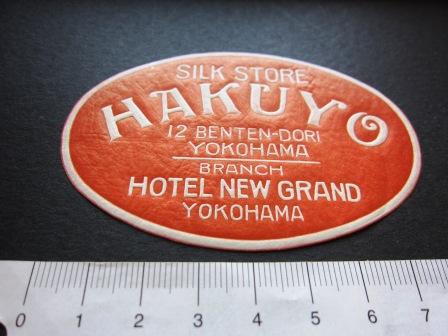 SILK STORE
HAKUYO
12 BENTEN-DORI
YOKOHAMA
BRANCH
HOTEL NEW GRAND
YOKOHAMA
0 1 2 3 4 5 6 7